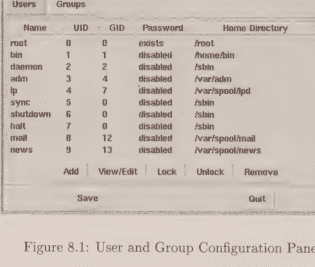 Users Groups
Name UID GID Password Home Directory
root 0 0 exists /root
bin 1 1 disabled /home/bin
daemon 2 2 disabled /sbin
adm 3 4 disabled /var/adm
lp 4 7 disabled /var/spool/lpd
sync 5 0 disabled /sbin
shutdown 6 0 disabled /sbin
halt 7 0 disabled /sbin
mail 8 12 disabled /var/spool/mail
news 9 13 disabled /var/spool/news
Add View/Edit Lock Unlock Remove
Save Quit
Figure 8.1: User and Group Configuration Pane